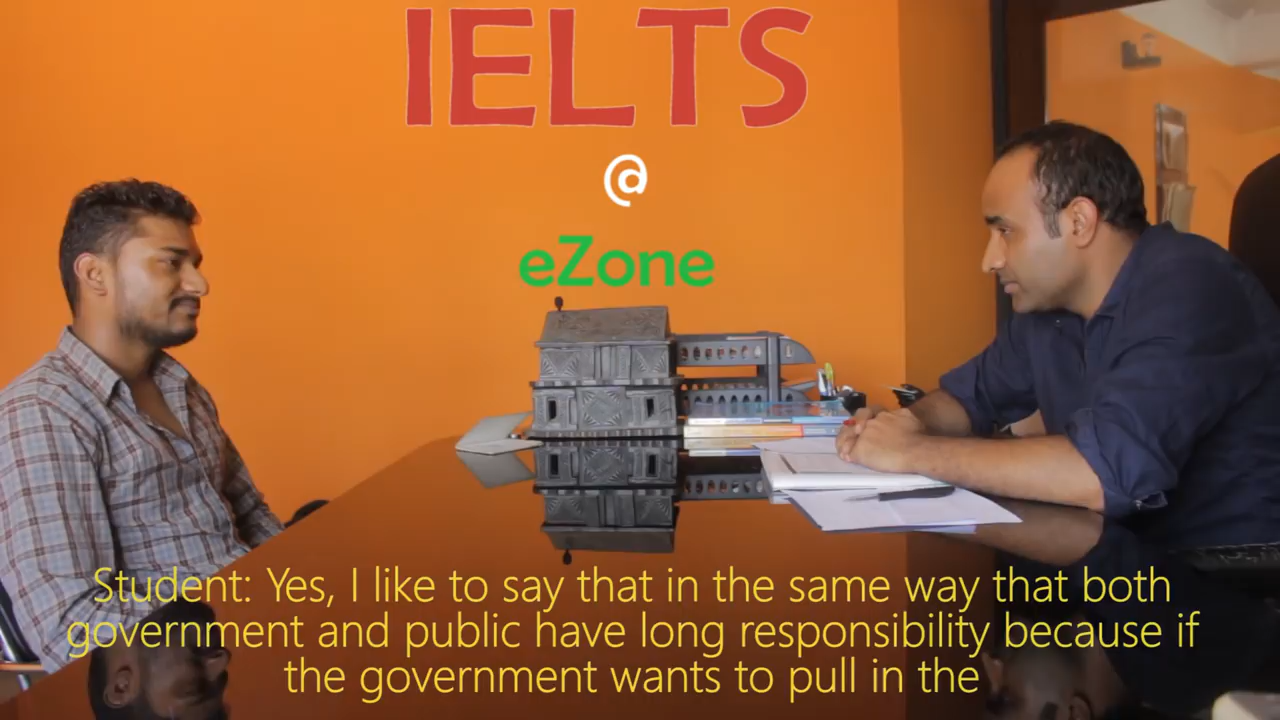 IELTS
@
eZone
Student: Yes, I like to say that in the same way that both
government and public have long responsibility because if
the government wants to pull in the